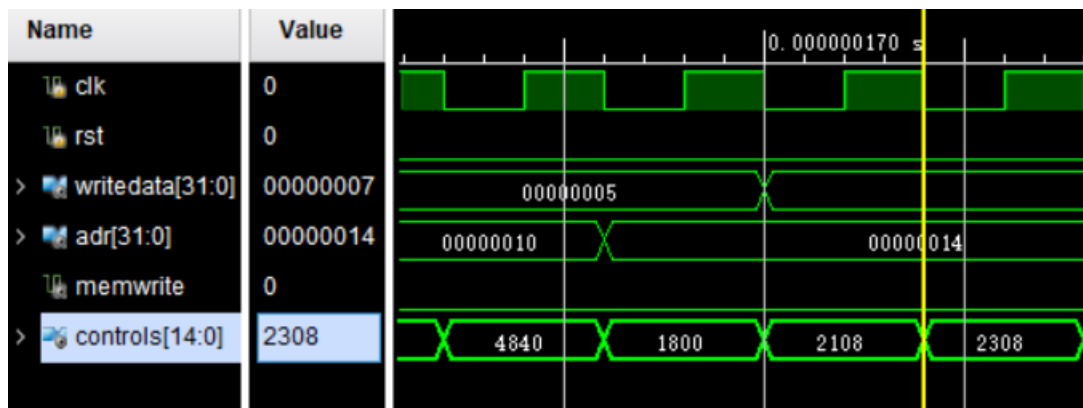 Name Value 0.000000170 s
clk 0
rst 0
> writedata[31:0] 00000007 00000005
> adr[31:0] 00000014 00000010 00000014
memwrite 0
> controls[14:0] 2308 4840 1800 2108 2308